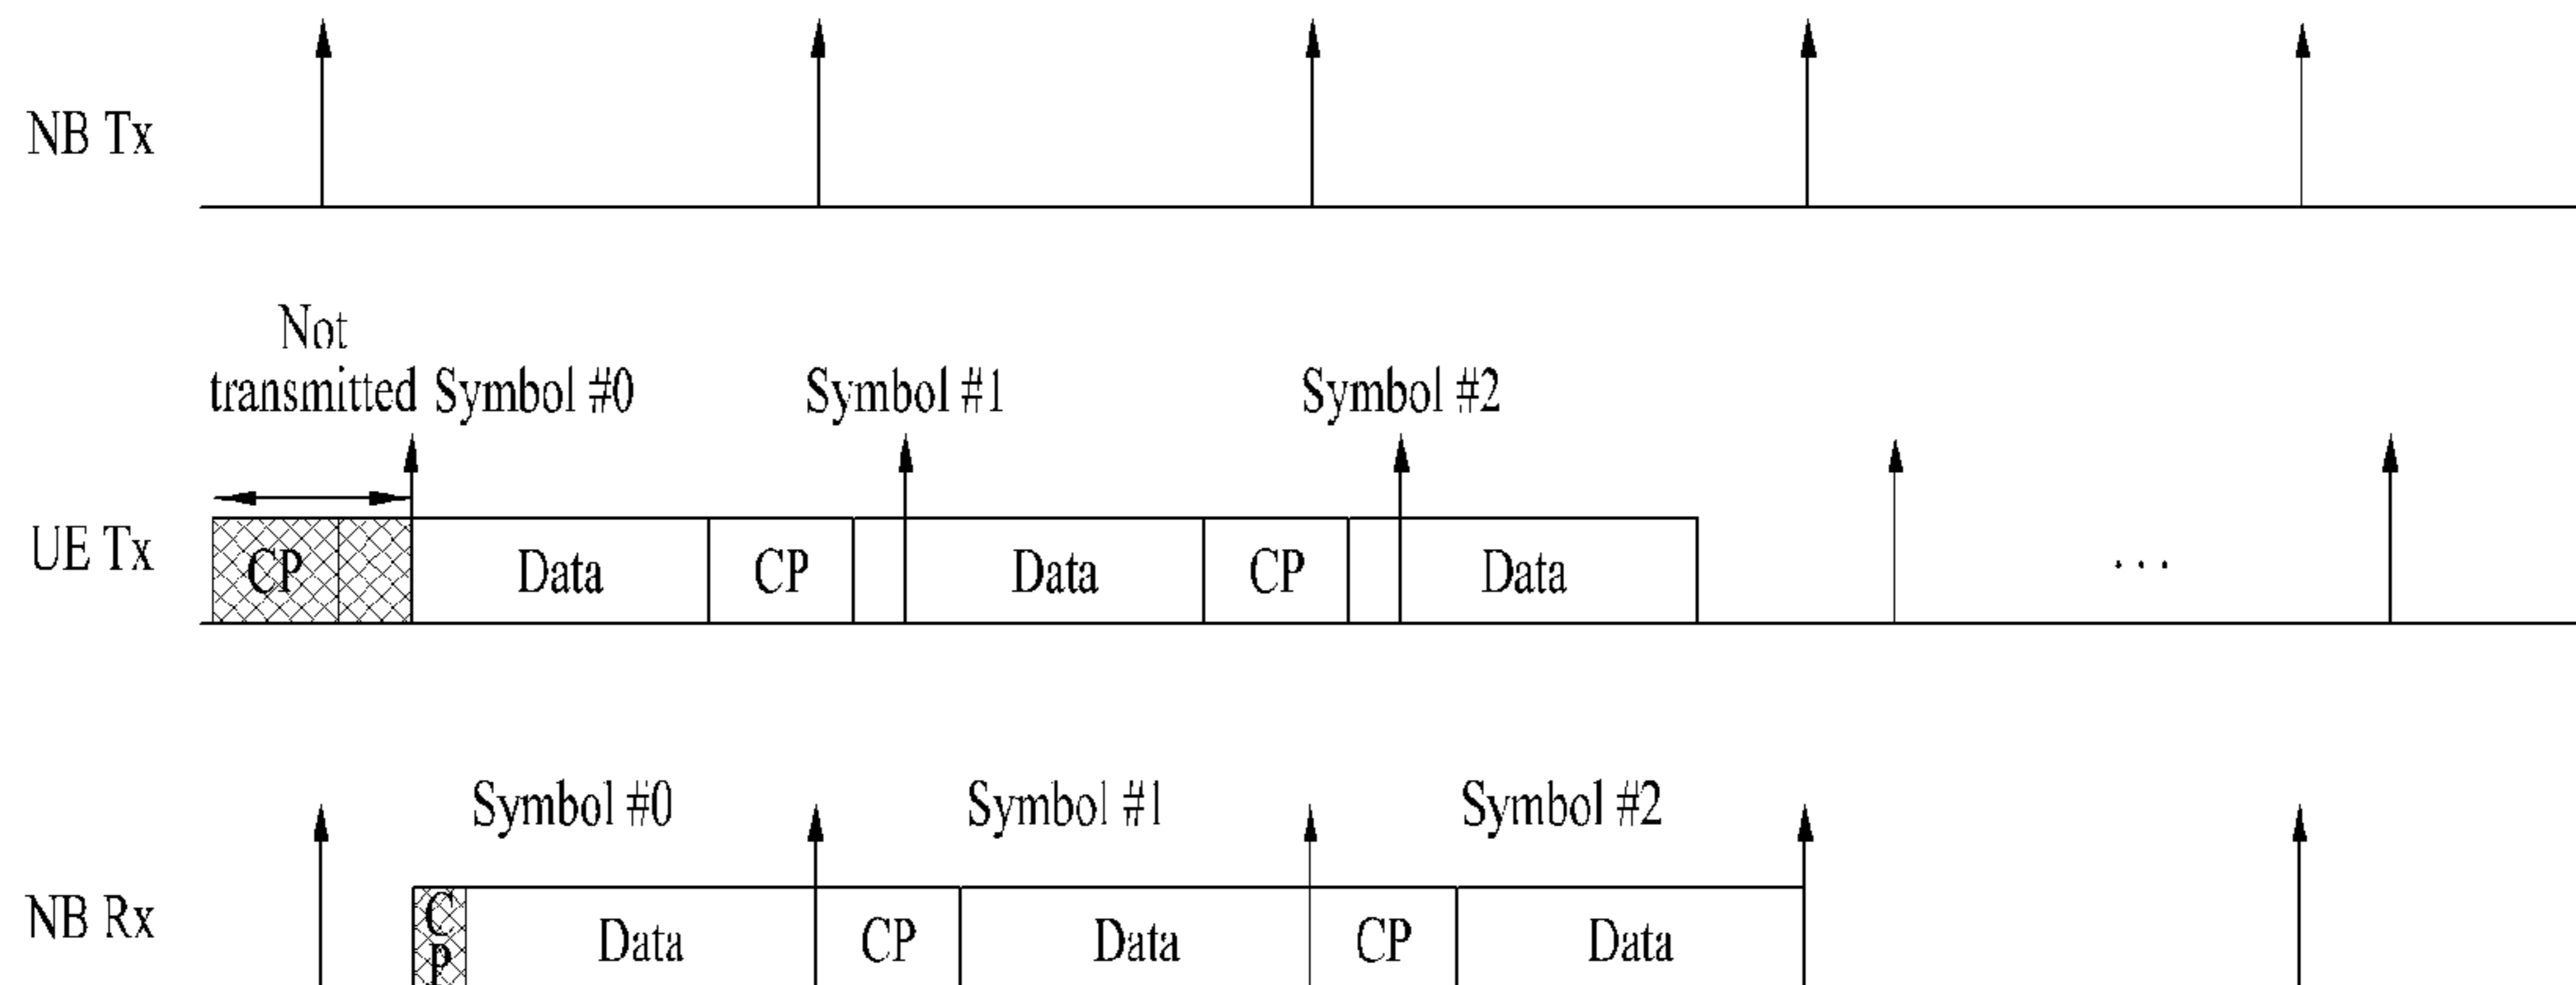 NB Tx
Not
transmitted Symbol #0 Symbol #1 Symbol #2
UE Tx CP Data CP Data CP Data ...
Symbol #0 Symbol #1 Symbol #2
NB Rx C
P Data CP Data CP Data